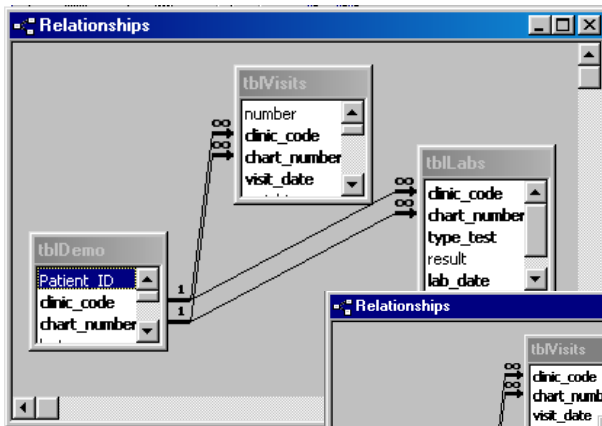 Relationships
tblVisits
number
clinic_code
chart_number
visit_date
∞
∞
tblLabs
clinic_code
chart_number
type_test
result
lab_date
∞
∞
tblDemo
Patient_ID
clinic_code
chart_number
1
1
Relationships
tblVisits
clinic_code
chart_numb
visit_date
∞
∞